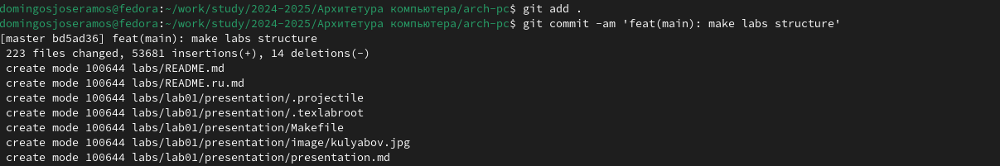 domingosjoseramos@fedora:~/work/study/2024-2025/Архитетура компьютера/arch-pc$ git add .
domingosjoseramos@fedora:~/work/study/2024-2025/Архитетура компьютера/arch-pc$ git commit -am 'feat(main): make labs structure'
[master bd5ad36] feat(main): make labs structure
 223 files changed, 53681 insertions(+), 14 deletions(-)
 create mode 100644 labs/README.md
 create mode 100644 labs/README.ru.md
 create mode 100644 labs/lab01/presentation/.projectile
 create mode 100644 labs/lab01/presentation/.texlabroot
 create mode 100644 labs/lab01/presentation/Makefile
 create mode 100644 labs/lab01/presentation/image/kulyabov.jpg
 create mode 100644 labs/lab01/presentation/presentation.md